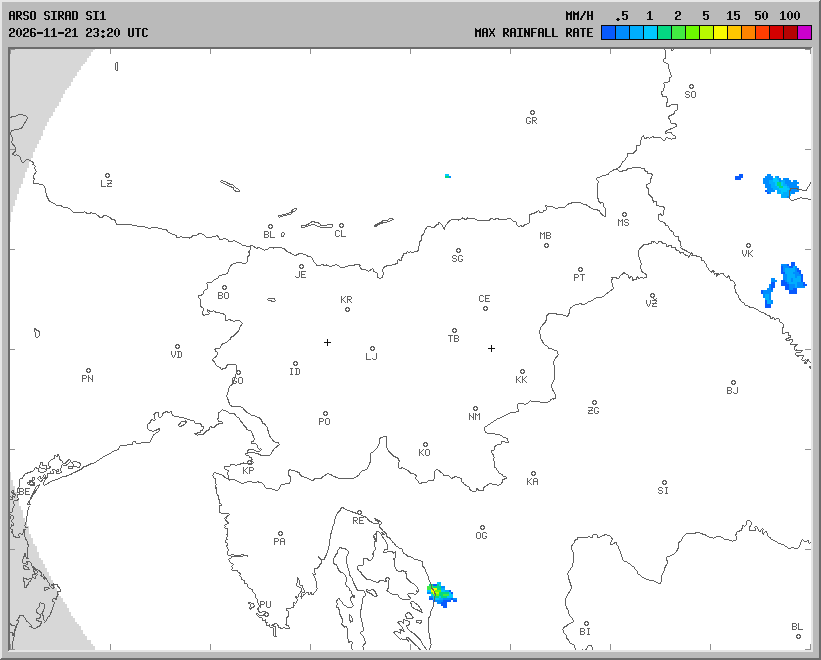 ARSO SIRAD SI1
2026-11-21 23:20 UTC
MM/H .5 1 2 5 15 50 100
MAX RAINFALL RATE
SO
GR
LZ
MS
BL
CL
MB
VK
SG
JE
PT
BO
KR
CE
VZ
TB
VD
LJ
PN
GO
ID
KK
BJ
ZG
NM
PO
KO
KP
KA
BE
SI
RE
OG
PA
PU
BI
BL